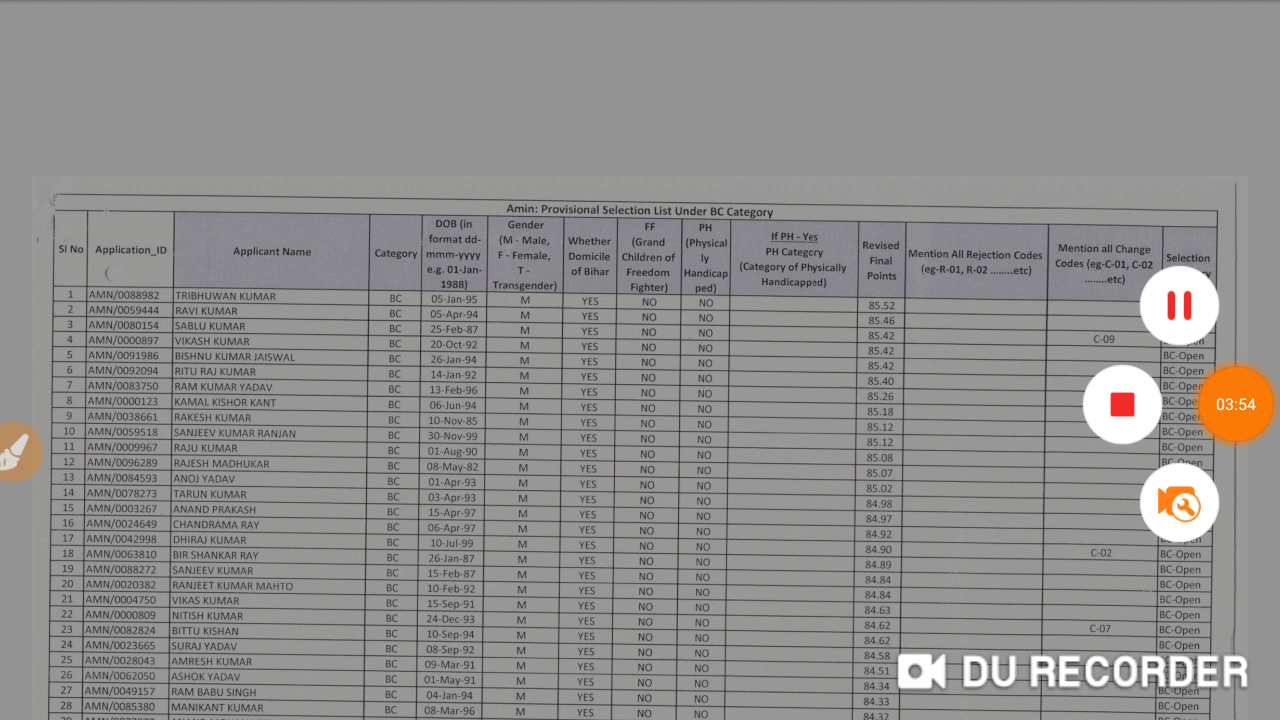 Amin: Provisional Selection List Under BC Category
Sl No Application_ID Applicant Name Category DOB (in format dd-mmm-yyyy e.g. 01-Jan-1988) Gender (M - Male, F - Female, T - Transgender) Whether Domicile of Bihar FF (Grand Children of Freedom Fighter) PH (Physically Handicapped) If PH - Yes PH Category (Category of Physically Handicapped) Revised Final Points Mention All Rejection Codes (eg-R-01, R-02 ........etc) Mention all Change Codes (eg-C-01, C-02 ........etc) Selection
1 AMN/0088982 TRIBHUWAN KUMAR BC 05-Jan-95 M YES NO NO 85.52
2 AMN/0059444 RAVI KUMAR BC 05-Apr-94 M YES NO NO 85.46
3 AMN/0080154 SABLU KUMAR BC 25-Feb-87 M YES NO NO 85.42 C-09
4 AMN/0000897 VIKASH KUMAR BC 20-Oct-92 M YES NO NO 85.42 BC-Open
5 AMN/0091986 BISHNU KUMAR JAISWAL BC 26-Jan-94 M YES NO NO 85.42 BC-Open
6 AMN/0092094 RITU RAJ KUMAR BC 14-Jan-92 M YES NO NO 85.40 BC-Open
7 AMN/0083750 RAM KUMAR YADAV BC 13-Feb-96 M YES NO NO 85.26 BC-Ope
8 AMN/0000123 KAMAL KISHOR KANT BC 06-Jun-94 M YES NO NO 85.18 BC-Open
9 AMN/0038661 RAKESH KUMAR BC 10-Nov-85 M YES NO NO 85.12 BC-Open
10 AMN/0059518 SANJEEV KUMAR RANJAN BC 30-Nov-99 M YES NO NO 85.12 BC-Open
11 AMN/0009967 RAJU KUMAR BC 01-Aug-90 M YES NO NO 85.08 BC-Open
12 AMN/0096289 RAJESH MADHUKAR BC 08-May-82 M YES NO NO 85.07
13 AMN/0084593 ANOJ YADAV BC 01-Apr-93 M YES NO NO 85.02
14 AMN/0078273 TARUN KUMAR BC 03-Apr-93 M YES NO NO 84.98
15 AMN/0003267 ANAND PRAKASH BC 15-Apr-97 M YES NO NO 84.97
16 AMN/0024649 CHANDRAMA RAY BC 06-Apr-97 M YES NO NO 84.92
17 AMN/0042998 DHIRAJ KUMAR BC 10-Jul-99 M YES NO NO 84.90 C-02 BC-Open
18 AMN/0063810 BIR SHANKAR RAY BC 26-Jan-87 M YES NO NO 84.89 BC-Open
19 AMN/0088272 SANJEEV KUMAR BC 15-Feb-87 M YES NO NO 84.84 BC-Open
20 AMN/0020382 RANJEET KUMAR MAHTO BC 10-Feb-92 M YES NO NO 84.84 BC-Open
21 AMN/0004750 VIKAS KUMAR BC 15-Sep-91 M YES NO NO 84.63 BC-Open
22 AMN/0000809 NITISH KUMAR BC 24-Dec-93 M YES NO NO 84.62 C-07 BC-Open
23 AMN/0082824 BITTU KISHAN BC 10-Sep-94 M YES NO NO 84.62 BC-Open
24 AMN/0023665 SURAJ YADAV BC 08-Sep-92 M YES NO NO 84.58
25 AMN/0028043 AMRESH KUMAR BC 09-Mar-91 M YES NO NO 84.51
26 AMN/0062050 ASHOK YADAV BC 01-May-91 M YES NO NO 84.34 BC-Open
27 AMN/0049157 RAM BABU SINGH BC 04-Jan-94 M YES NO NO 84.33 BC-Open
28 AMN/0085380 MANIKANT KUMAR BC 08-Mar-96 M YES NO NO 84.32
03:54
DU RECORDER